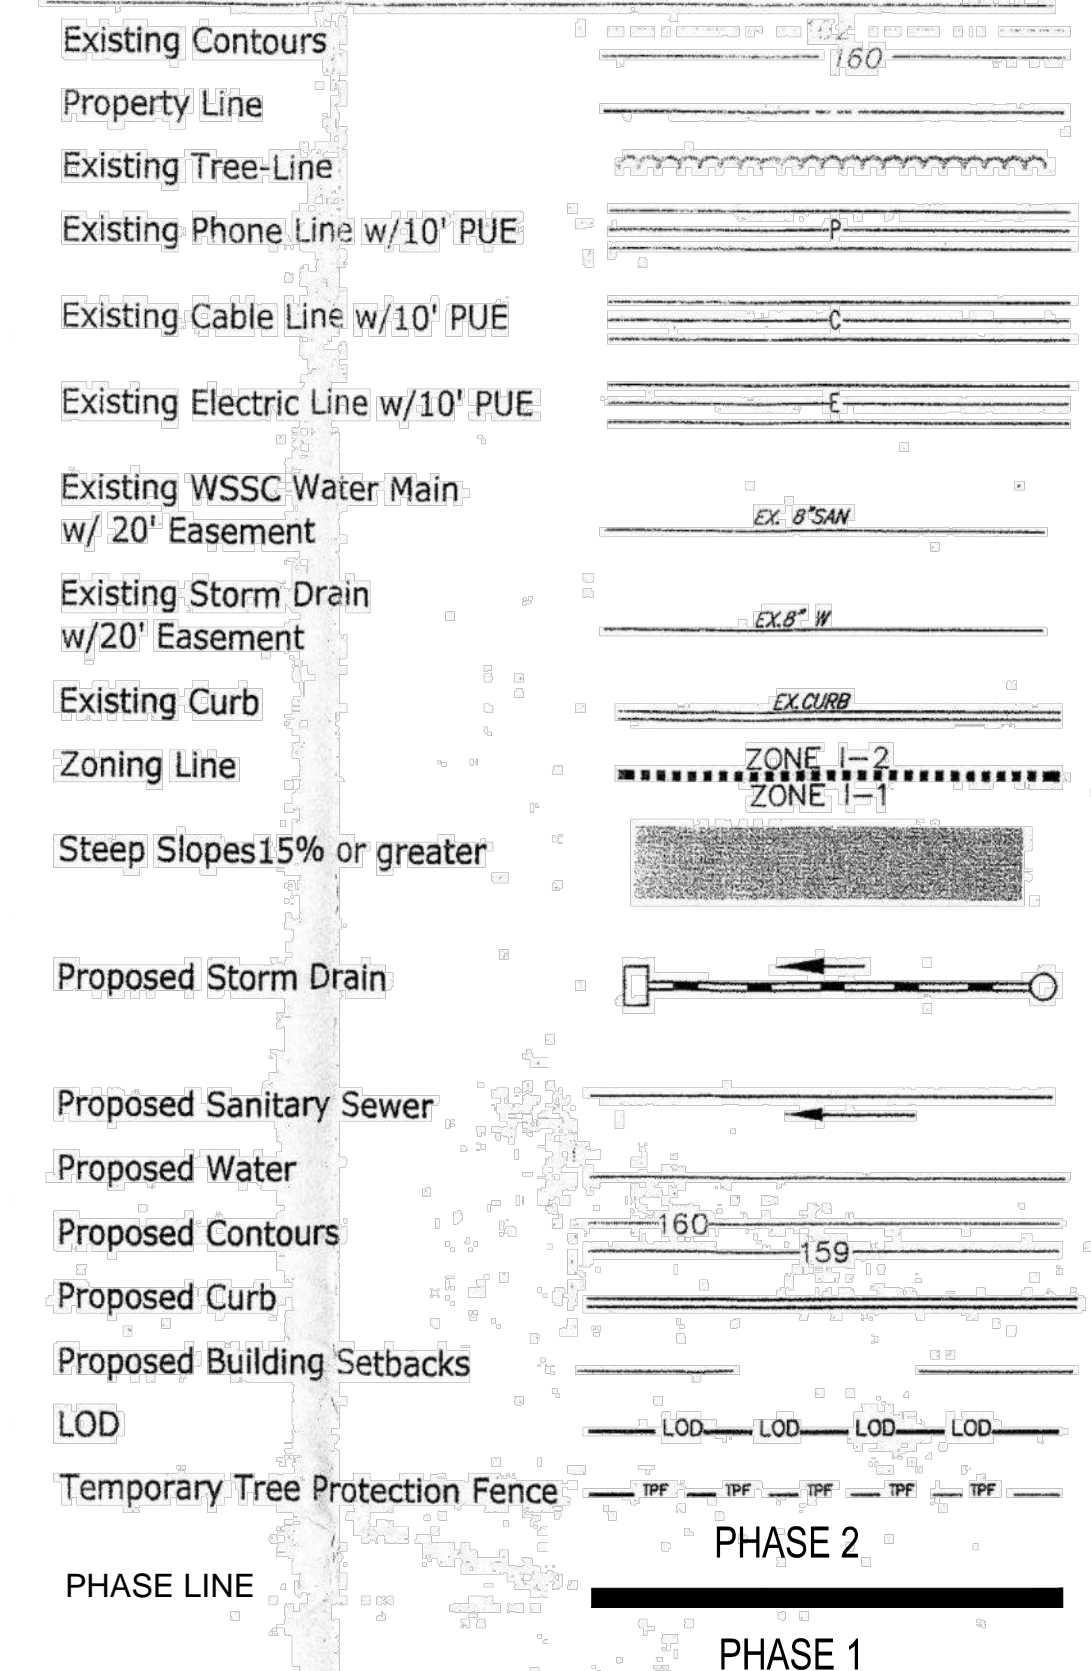 Existing Contours
160
Property Line
Existing Tree-Line
Existing Phone Line w/10' PUE
P
Existing Cable Line w/10' PUE
C
Existing Electric Line w/10' PUE
E
Existing WSSC Water Main
w/ 20' Easement
EX. 8"SAN
Existing Storm Drain
w/20' Easement
EX.8" W
Existing Curb
EX.CURB
Zoning Line
ZONE I-2
ZONE I-1
Steep Slopes15% or greater
Proposed Storm Drain
Proposed Sanitary Sewer
Proposed Water
Proposed Contours
160
159
Proposed Curb
Proposed Building Setbacks
LOD
LOD LOD LOD LOD
Temporary Tree Protection Fence
TPF TPF TPF TPF TPF
PHASE 2
PHASE LINE
PHASE 1